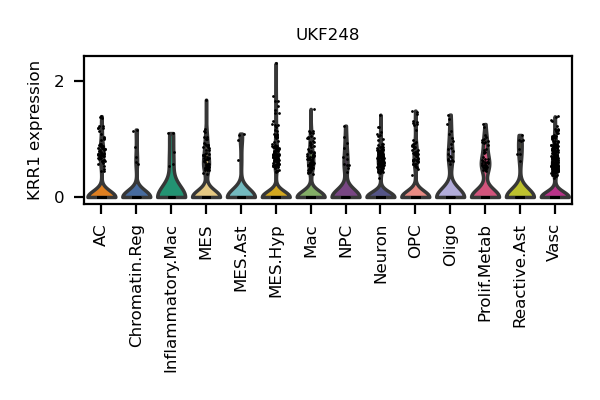 UKF248
KRR1 expression
2
0
AC
Chromatin.Reg
Inflammatory.Mac
MES
MES.Ast
MES.Hyp
Mac
NPC
Neuron
OPC
Oligo
Prolif.Metab
Reactive.Ast
Vasc